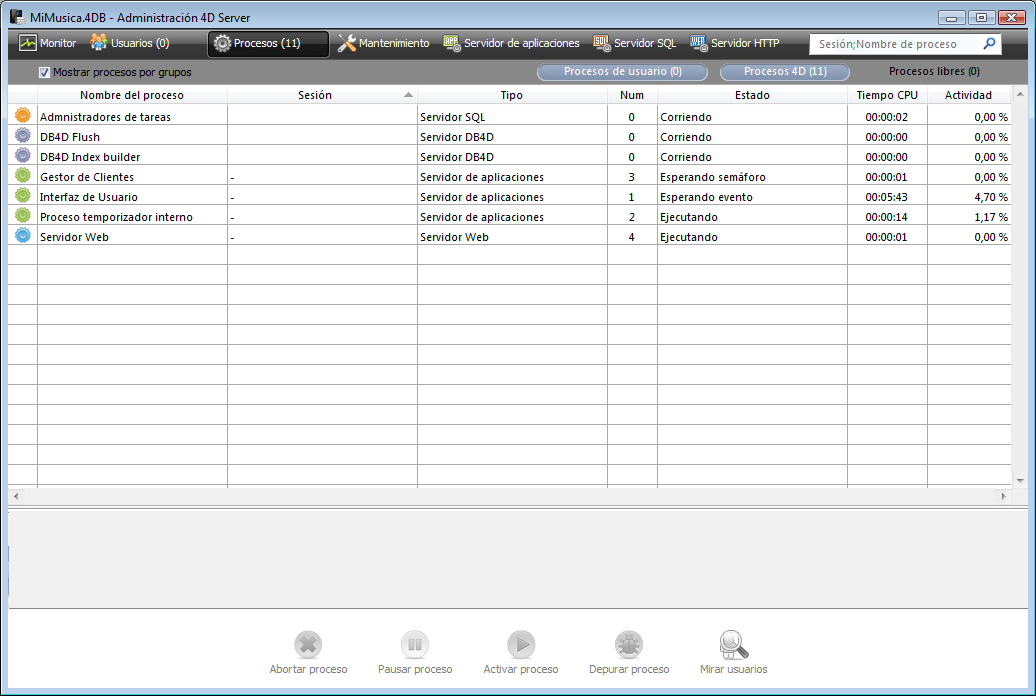 MiMusica.4DB - Administración 4D Server
Monitor Usuarios (0) Procesos (11) Mantenimiento APP Servidor de aplicaciones SQL Servidor SQL WEB Servidor HTTP Sesión;Nombre de proceso
Mostrar procesos por grupos Procesos de usuario (0) Procesos 4D (11) Procesos libres (0)
Nombre del proceso Sesión Tipo Num Estado Tiempo CPU Actividad
Admnistradores de tareas Servidor SQL 0 Corriendo 00:00:02 0,00 %
DB4D Flush Servidor DB4D 0 Corriendo 00:00:00 0,00 %
DB4D Index builder Servidor DB4D 0 Corriendo 00:00:00 0,00 %
Gestor de Clientes - Servidor de aplicaciones 3 Esperando semáforo 00:00:01 0,00 %
Interfaz de Usuario - Servidor de aplicaciones 1 Esperando evento 00:05:43 4,70 %
Proceso temporizador interno - Servidor de aplicaciones 2 Ejecutando 00:00:14 1,17 %
Servidor Web - Servidor Web 4 Ejecutando 00:00:01 0,00 %
Abortar proceso Pausar proceso Activar proceso Depurar proceso Mirar usuarios